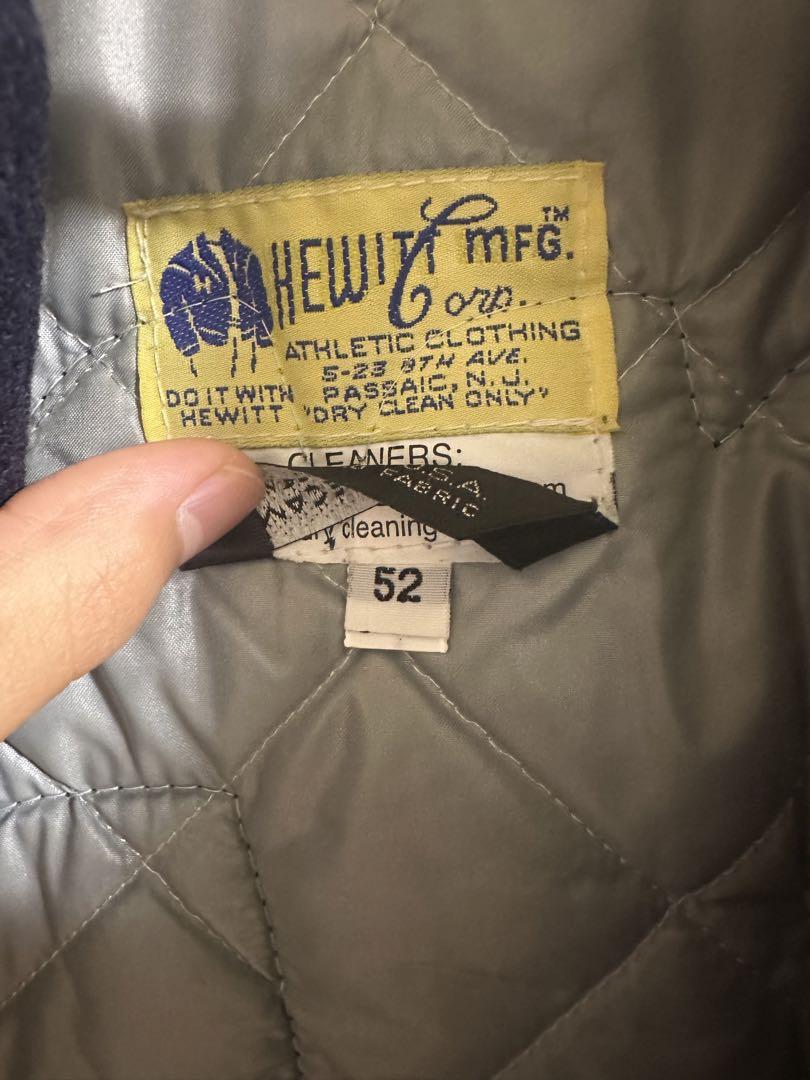 HEWITT MFG.™
Corp.
ATHLETIC CLOTHING
5-23 8TH AVE.
PASSAIC, N. J.
DO IT WITH
HEWITT "DRY CLEAN ONLY"
CLEANERS:
U.S.A.
FABRIC
dry cleaning
52